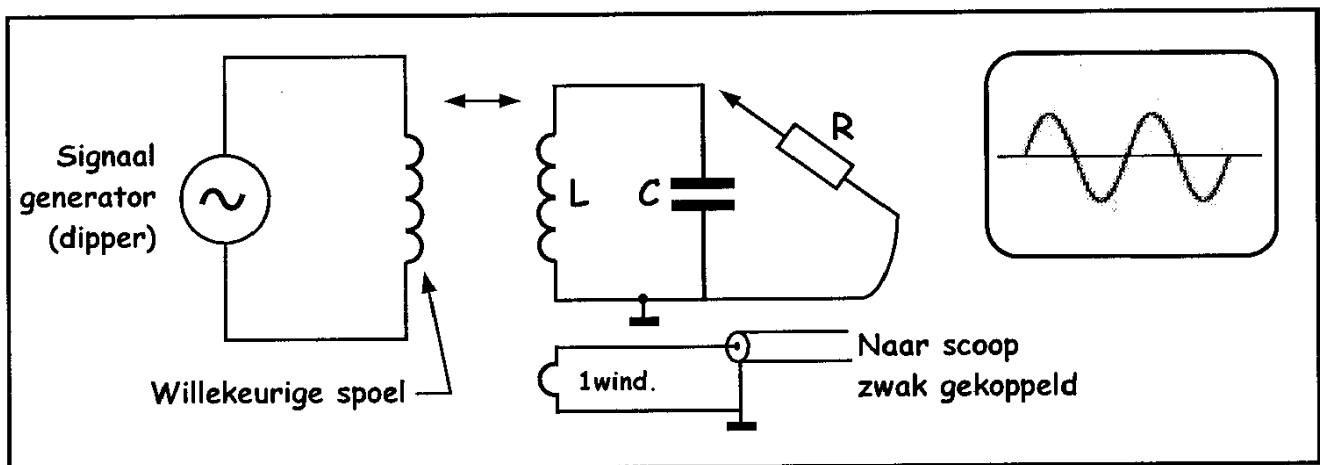 Signaal
generator
(dipper)
Willekeurige spoel
L
C
R
1wind.
Naar scoop
zwak gekoppeld